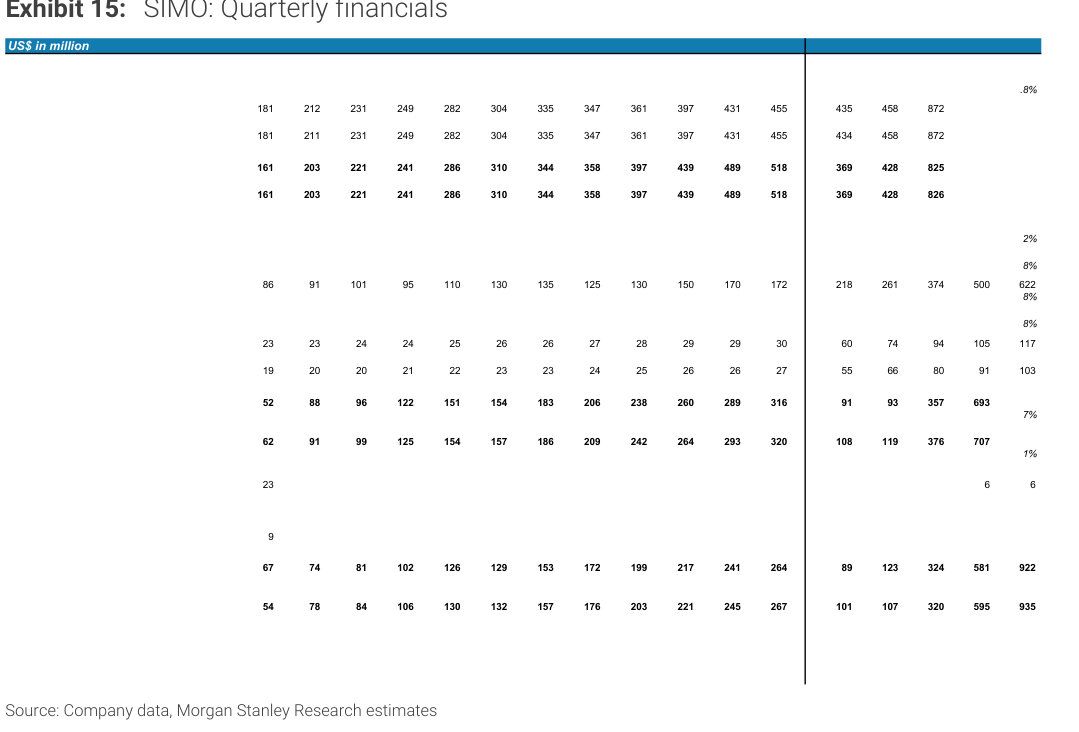 Exhibit 15: SIMO: Quarterly financials
US$ in million
.8%
181 212 231 249 282 304 335 347 361 397 431 455 435 458 872
181 211 231 249 282 304 335 347 361 397 431 455 434 458 872
161 203 221 241 286 310 344 358 397 439 489 518 369 428 825
161 203 221 241 286 310 344 358 397 439 489 518 369 428 826
2%
8%
86 91 101 95 110 130 135 125 130 150 170 172 218 261 374 500 622
8%
8%
23 23 24 24 25 26 26 27 28 29 29 30 60 74 94 105 117
19 20 20 21 22 23 23 24 25 26 26 27 55 66 80 91 103
52 88 96 122 151 154 183 206 238 260 289 316 91 93 357 693
7%
62 91 99 125 154 157 186 209 242 264 293 320 108 119 376 707
1%
23 6 6
9
67 74 81 102 126 129 153 172 199 217 241 264 89 123 324 581 922
54 78 84 106 130 132 157 176 203 221 245 267 101 107 320 595 935
Source: Company data, Morgan Stanley Research estimates